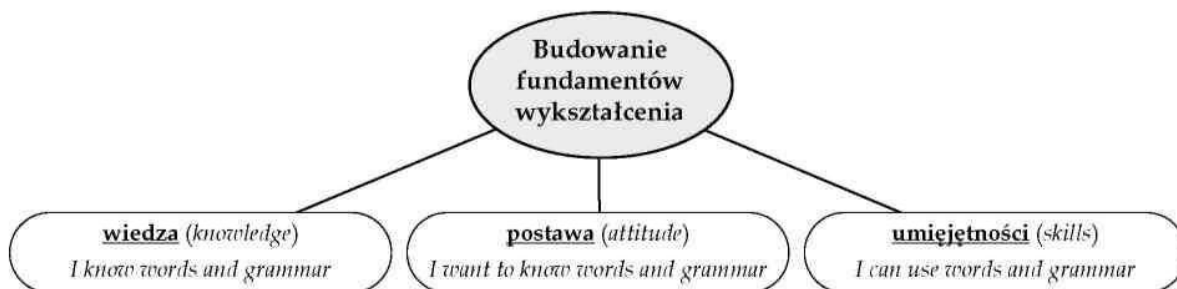 Budowanie
fundamentów
wykształcenia
wiedza (knowledge)
I know words and grammar
postawa (attitude)
I want to know words and grammar
umiejętności (skills)
I can use words and grammar